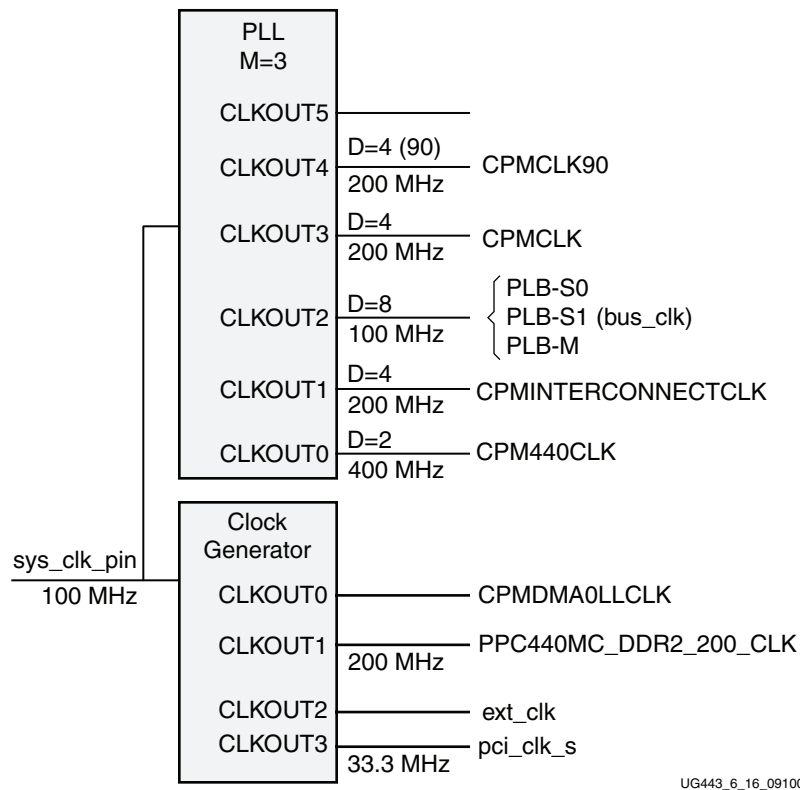 PLL
M=3
CLKOUT5
D=4 (90)
CLKOUT4
200 MHz
CPMCLK90
D=4
CLKOUT3
200 MHz
CPMCLK
D=8
CLKOUT2
100 MHz
PLB-S0
PLB-S1 (bus_clk)
PLB-M
D=4
CLKOUT1
200 MHz
CPMINTERCONNECTCLK
D=2
CLKOUT0
400 MHz
CPM440CLK
Clock
Generator
sys_clk_pin
100 MHz
CLKOUT0
CPMDMA0LLCLK
CLKOUT1
200 MHz
PPC440MC_DDR2_200_CLK
CLKOUT2
ext_clk
CLKOUT3
33.3 MHz
pci_clk_s
UG443_6_16_09100